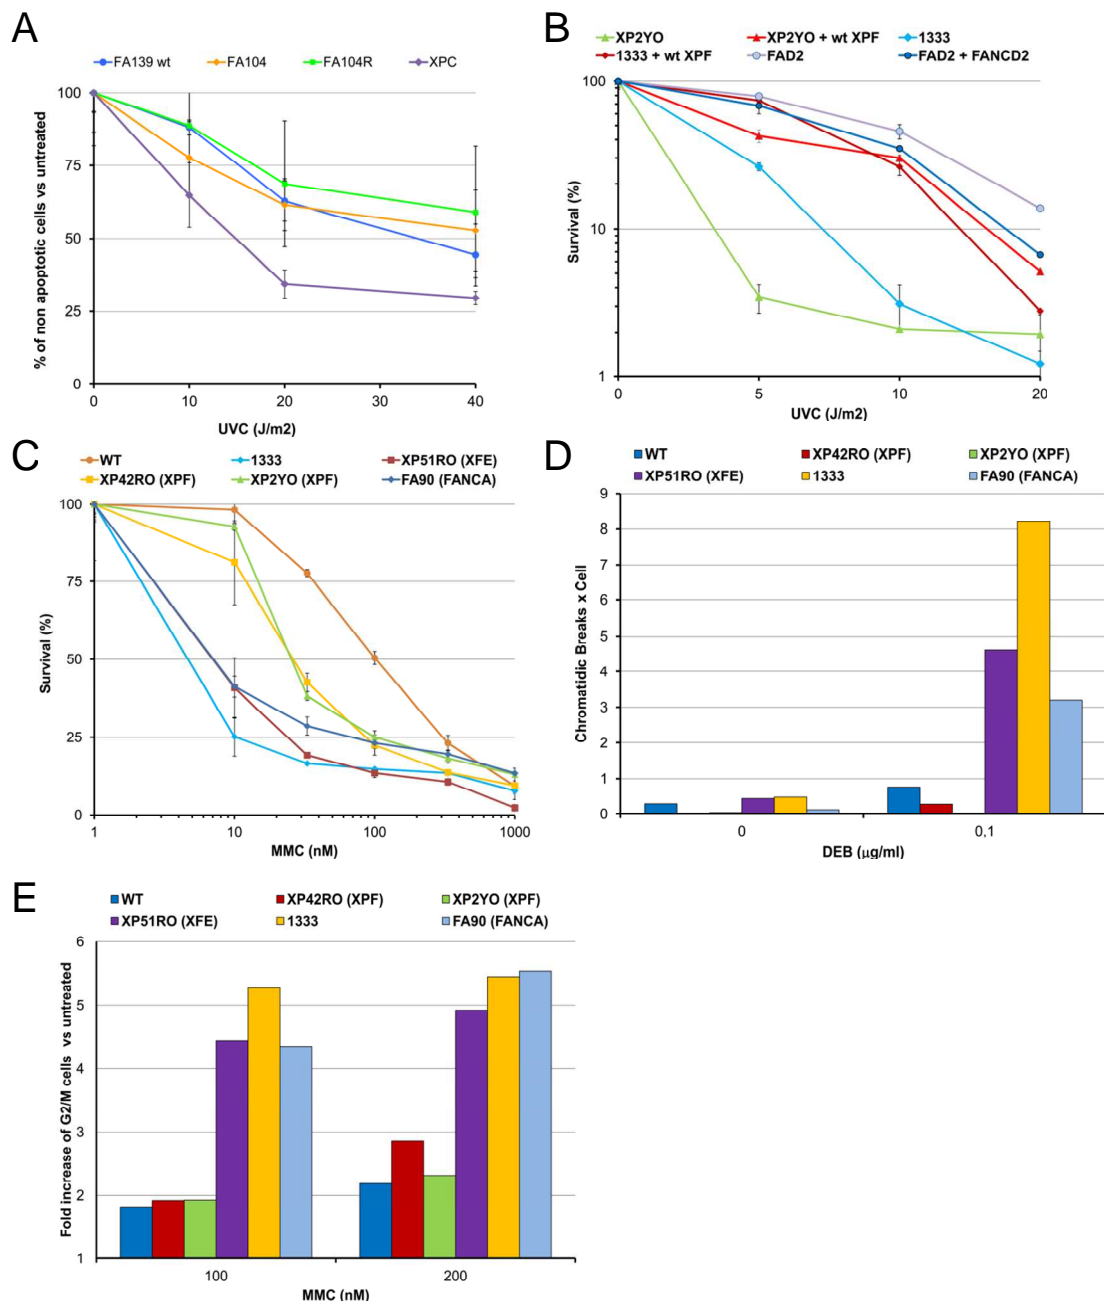 A
FA139 wt FA104 FA104R XPC
% of non apoptotic cells vs untreated
100
75
50
25
0
0 10 20 30 40
UVC (J/m2)
B
XP2YO XP2YO + wt XPF 1333
1333 + wt XPF FAD2 FAD2 + FANCD2
Survival (%)
100
10
1
0 5 10 20
UVC (J/m2)
C
WT 1333 XP51RO (XFE)
XP42RO (XPF) XP2YO (XPF) FA90 (FANCA)
Survival (%)
100
75
50
25
0
1 10 100 1000
MMC (nM)
D
WT XP42RO (XPF) XP2YO (XPF)
XP51RO (XFE) 1333 FA90 (FANCA)
Chromatidic Breaks x Cell
9
8
7
6
5
4
3
2
1
0
0 0,1
DEB (μg/ml)
E
WT XP42RO (XPF) XP2YO (XPF)
XP51RO (XFE) 1333 FA90 (FANCA)
Fold increase of G2/M cells vs untreated
6
5
4
3
2
1
100 200
MMC (nM)